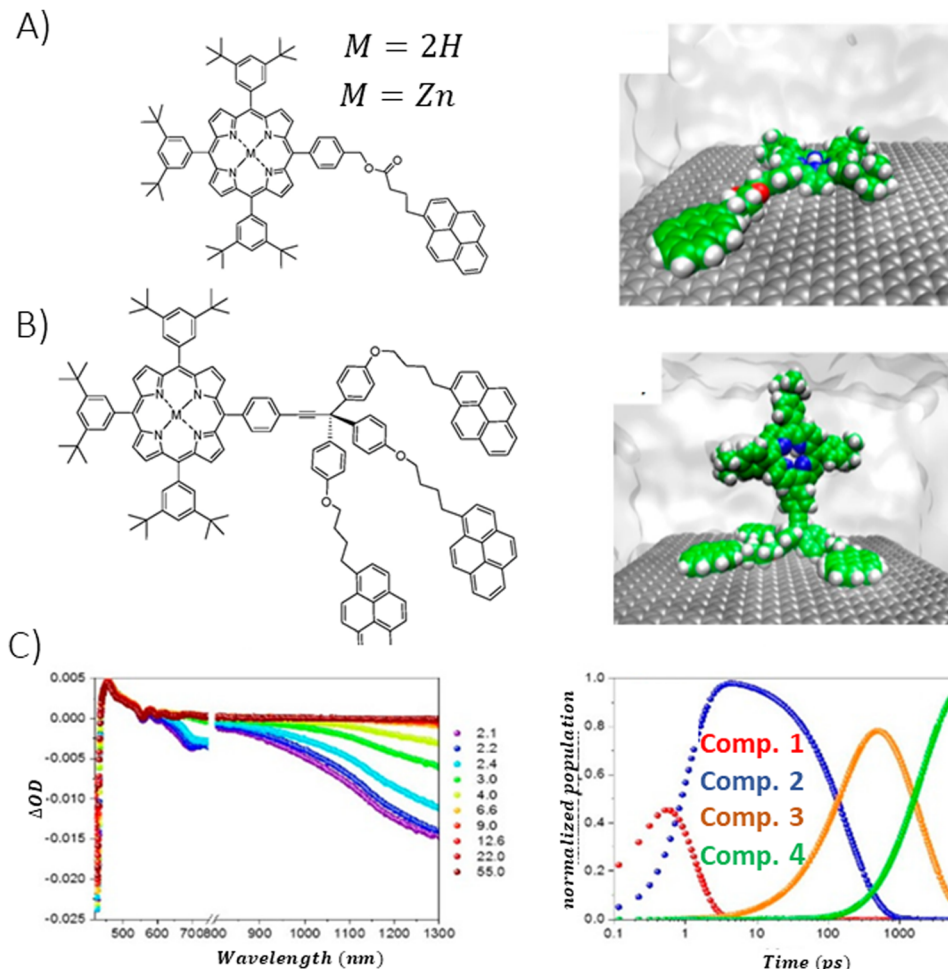 A)
M = 2H
M = Zn
N
N
M
N
N
O
O
B)
O
N
N
M
N
N
O
O
C)
0.005
0.000
-0.005
-0.010
-0.015
-0.020
-0.025
ΔOD
500
600
700
800
900
1000
1100
1200
1300
Wavelength (nm)
2.1
2.2
2.4
3.0
4.0
6.6
9.0
12.6
22.0
55.0
1.0
0.8
0.6
0.4
0.2
0.0
normalized population
Comp. 1
Comp. 2
Comp. 3
Comp. 4
0.1
1
10
100
1000
Time (ps)